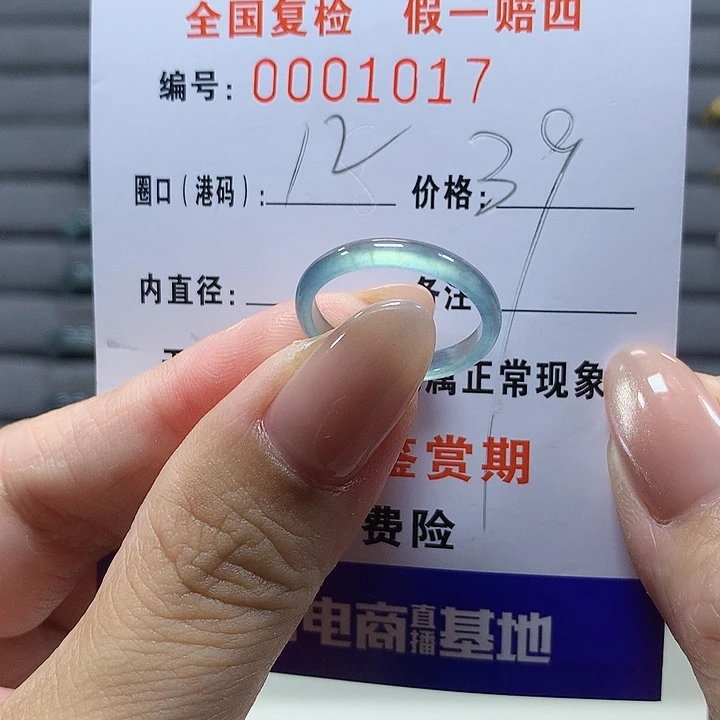 全国复检 假一赔四
编号：0001017
圈口（港码）：12 价格：39
内直径： 备注
属正常现象
鉴赏期
费险
电商直播基地